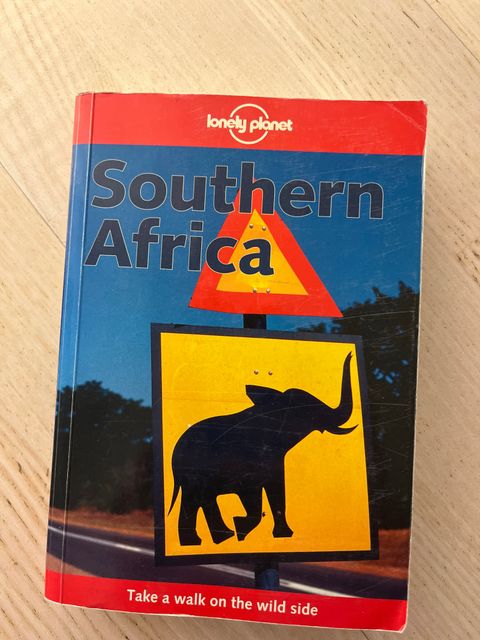 lonely planet
Southern
Africa
Take a walk on the wild side